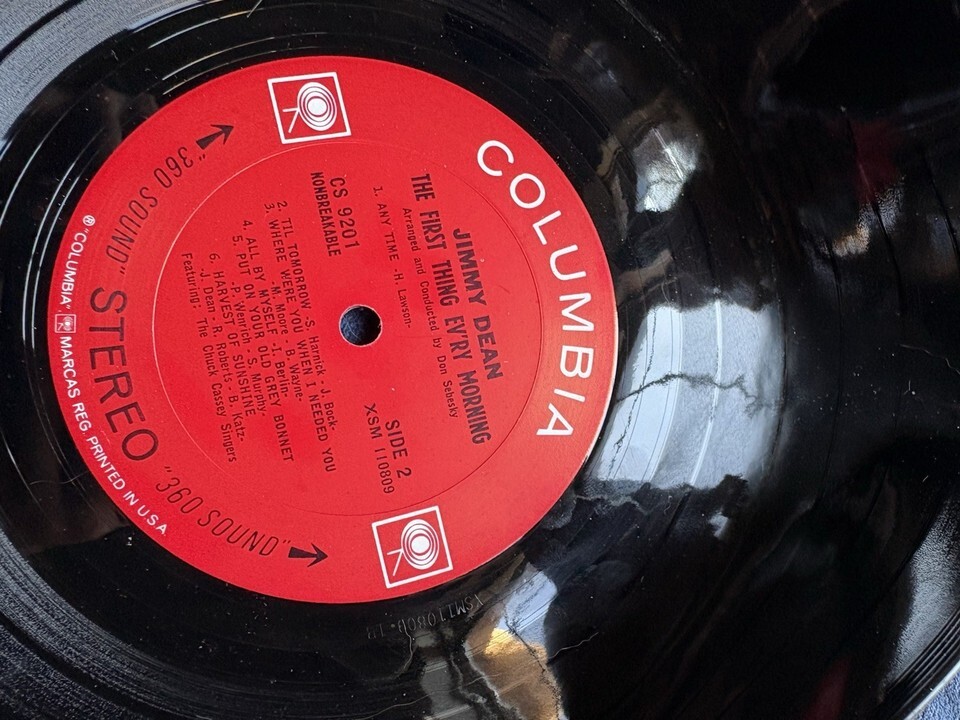 COLUMBIA
JIMMY DEAN
THE FIRST THING EV'RY MORNING
Arranged and Conducted by Don Sebesky
1. ANY TIME -H. Lawson-
CS 9201
NONBREAKABLE
SIDE 2
XSM 110809
2. TIL TOMORROW -S. Harnick - J. Bock-
3. WHERE WERE YOU WHEN I NEEDED YOU
-M. Moore - B. Wayne-
4. ALL BY MYSELF -I. Berlin-
5. PUT ON YOUR OLD GREY BONNET
-P. Wenrich - S. Murphy-
6. HARVEST OF SUNSHINE
-J. Dean - R. Roberts - B. Katz-
Featuring: The Chuck Cassey Singers
"360 SOUND" STEREO "360 SOUND"
℗ "COLUMBIA", MARCAS REG. PRINTED IN U.S.A.